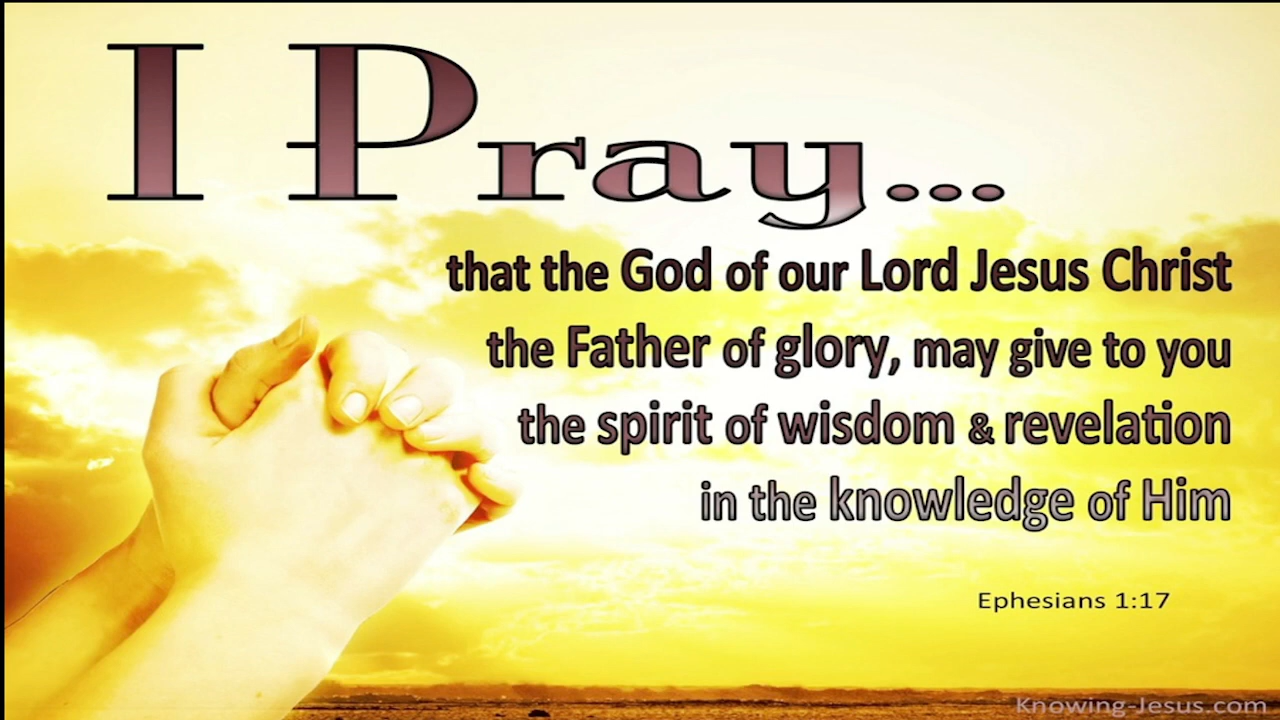 I Pray...
that the God of our Lord Jesus Christ
the Father of glory, may give to you
the spirit of wisdom & revelation
in the knowledge of Him
Ephesians 1:17
Knowing-Jesus.com